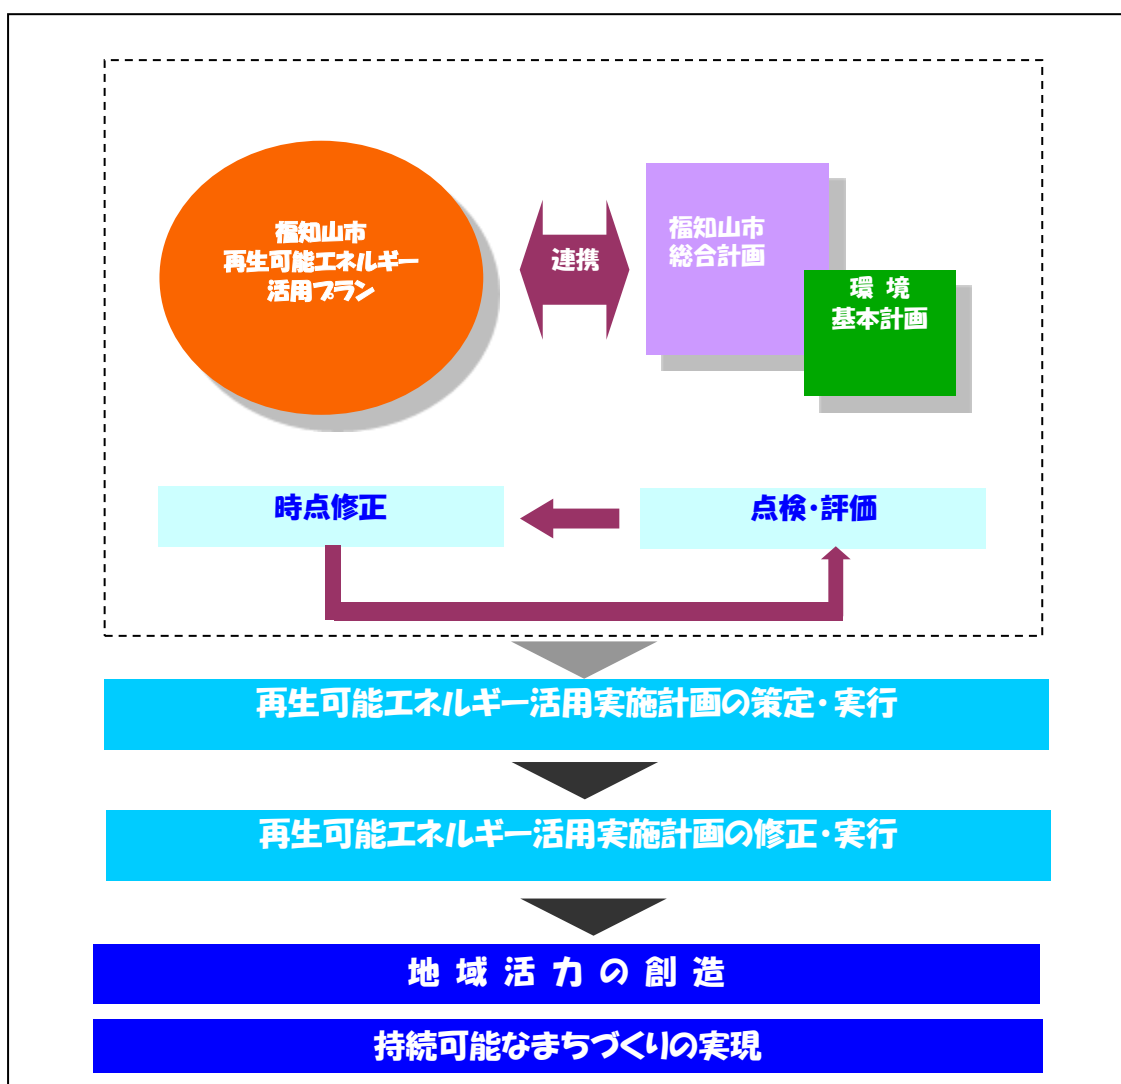 福知山市
再生可能エネルギー
活用プラン
連携
福知山市
総合計画
環 境
基本計画
時点修正
点検・評価
再生可能エネルギー活用実施計画の策定・実行
再生可能エネルギー活用実施計画の修正・実行
地 域 活 力 の 創 造
持続可能なまちづくりの実現